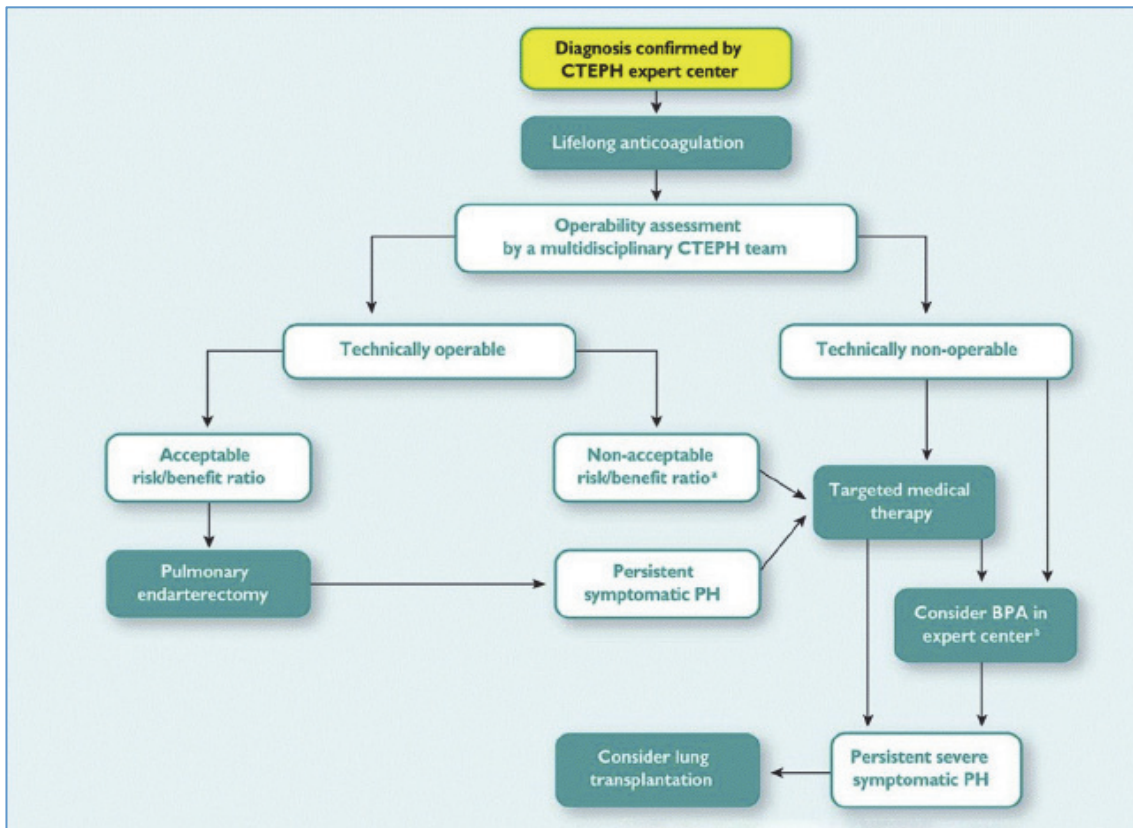 Diagnosis confirmed by
CTEPH expert center
Lifelong anticoagulation
Operability assessment
by a multidisciplinary CTEPH team
Technically operable
Technically non-operable
Acceptable
risk/benefit ratio
Non-acceptable
risk/benefit ratioᵃ
Targeted medical
therapy
Pulmonary
endarterectomy
Persistent
symptomatic PH
Consider BPA in
expert centerᵇ
Consider lung
transplantation
Persistent severe
symptomatic PH